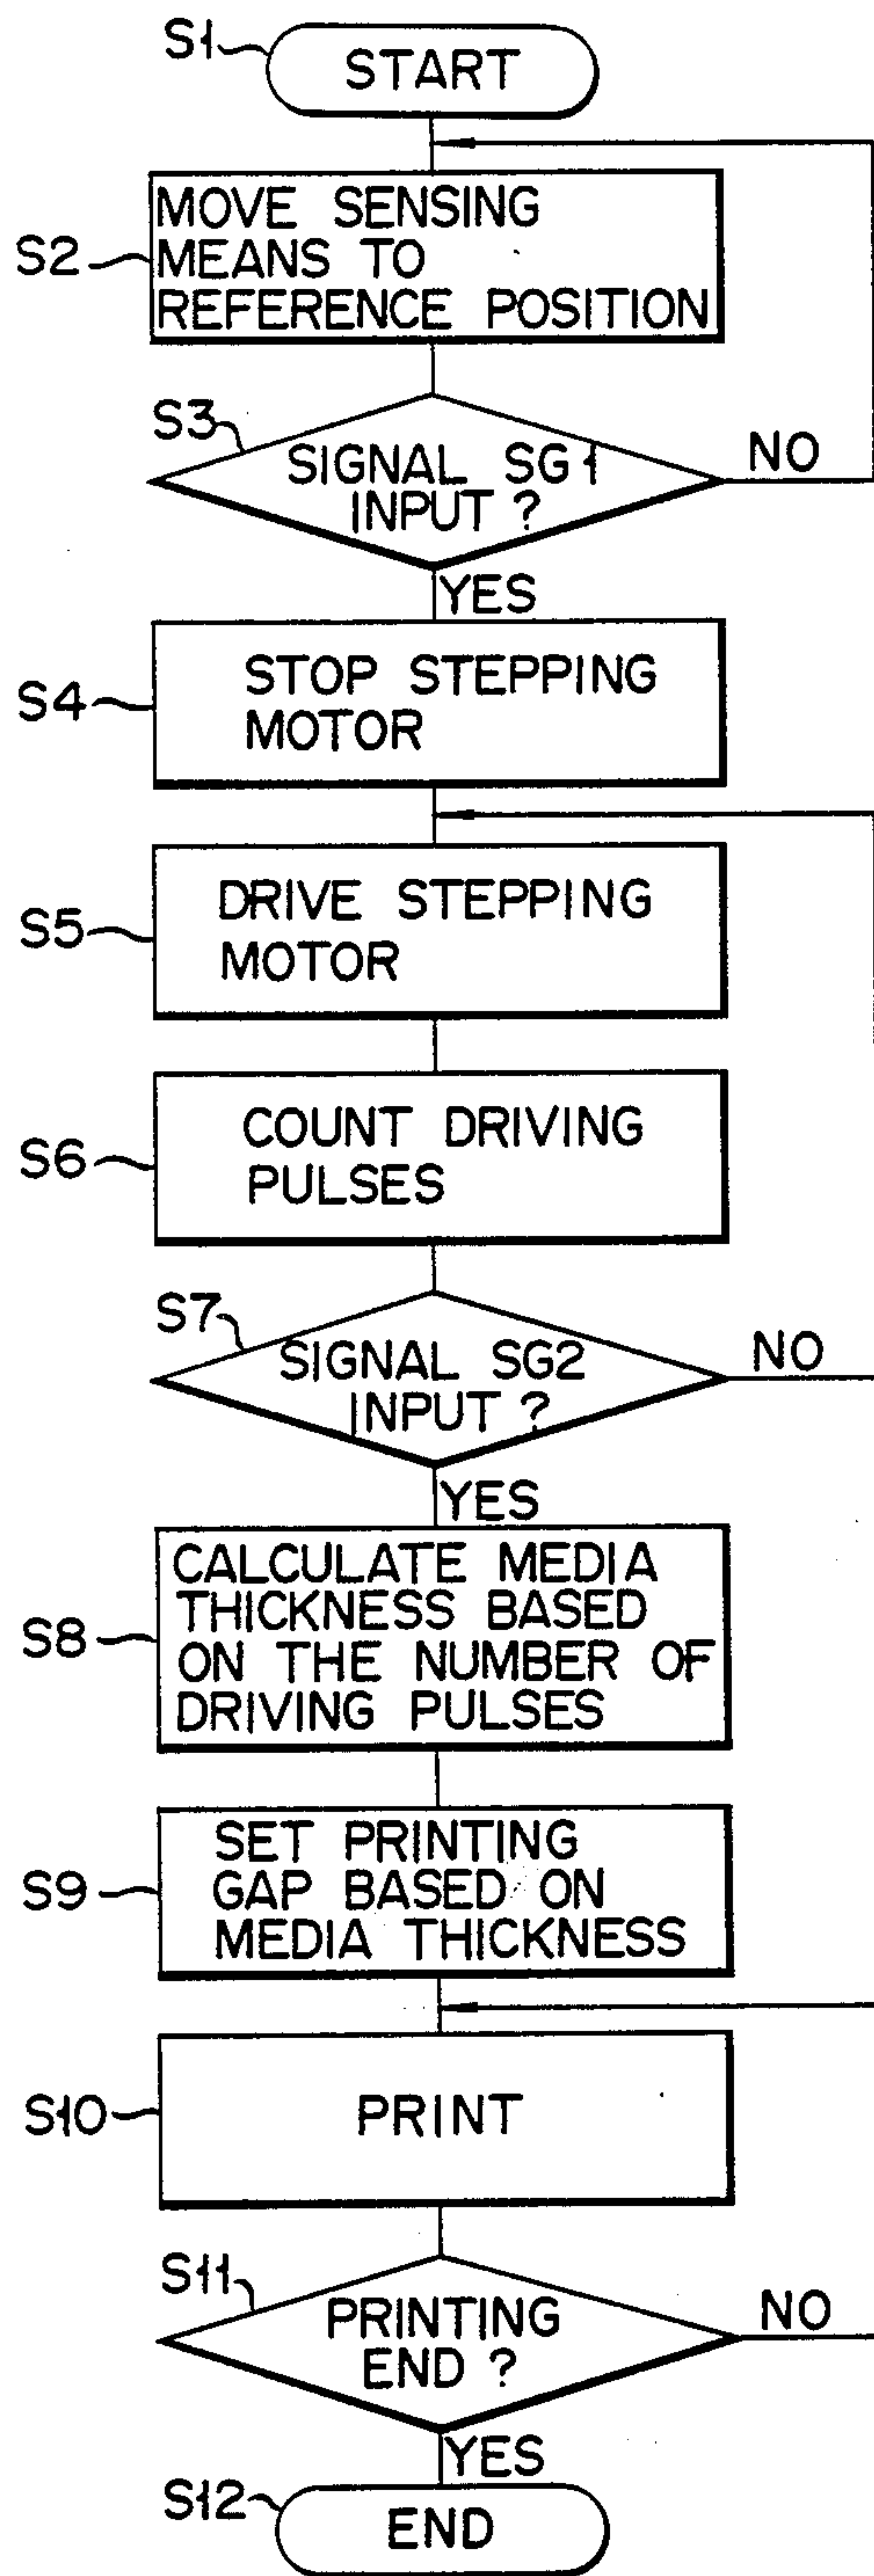 S1
START
S2
MOVE SENSING
MEANS TO
REFERENCE POSITION
S3
SIGNAL SG1
INPUT ?
NO
YES
S4
STOP STEPPING
MOTOR
S5
DRIVE STEPPING
MOTOR
S6
COUNT DRIVING
PULSES
S7
SIGNAL SG2
INPUT ?
NO
YES
S8
CALCULATE MEDIA
THICKNESS BASED
ON THE NUMBER OF
DRIVING PULSES
S9
SET PRINTING
GAP BASED ON
MEDIA THICKNESS
S10
PRINT
S11
PRINTING
END ?
NO
YES
S12
END